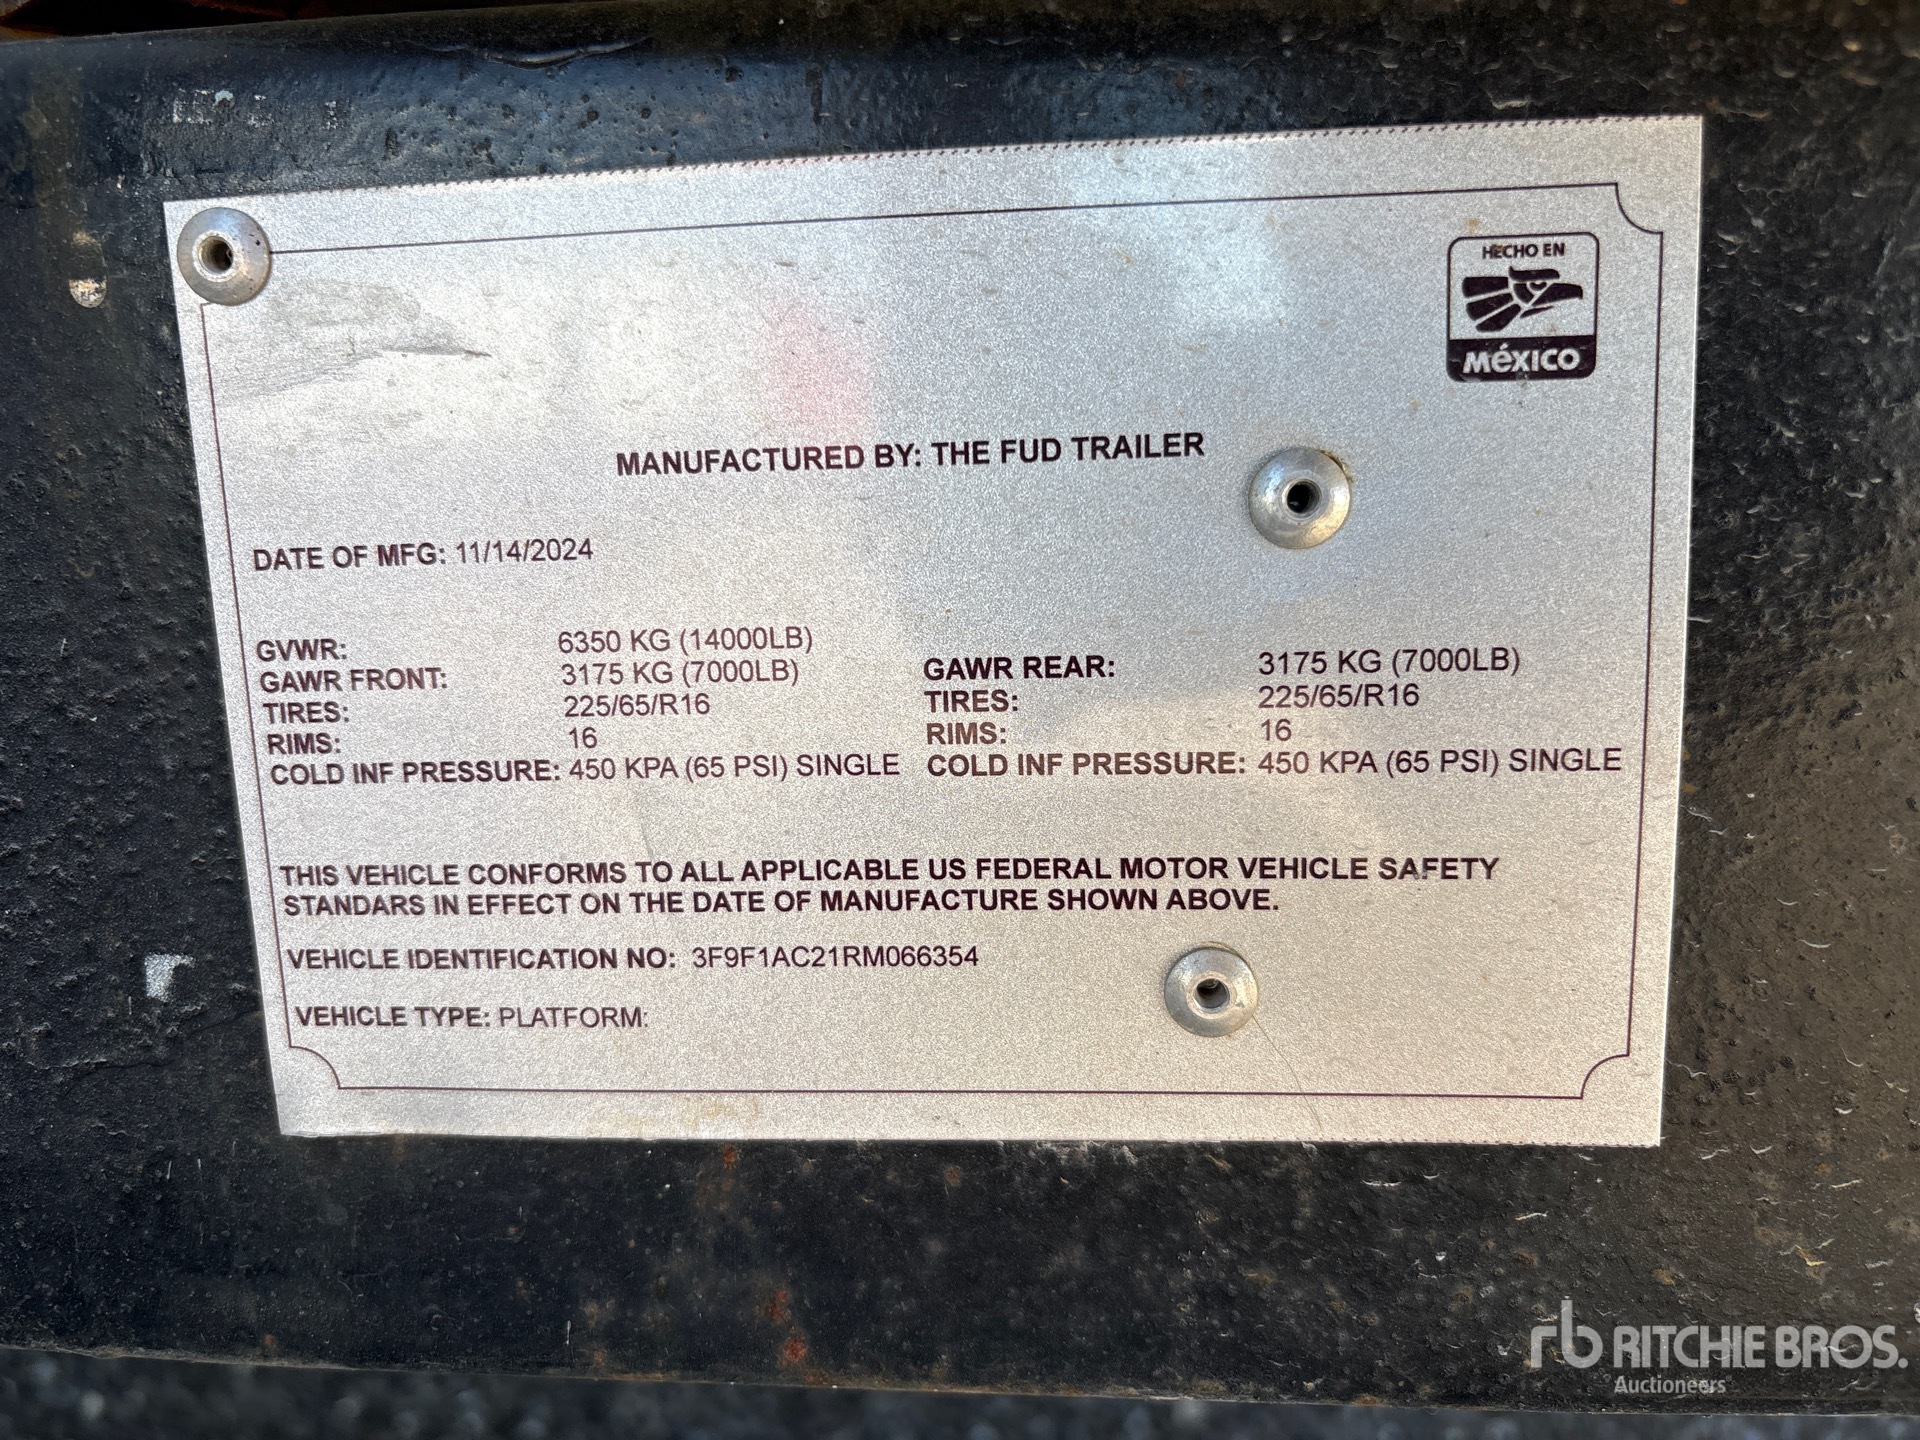 HECHO EN
MéXICO
MANUFACTURED BY: THE FUD TRAILER
DATE OF MFG: 11/14/2024
GVWR: 6350 KG (14000LB)
GAWR FRONT: 3175 KG (7000LB) GAWR REAR: 3175 KG (7000LB)
TIRES: 225/65/R16 TIRES: 225/65/R16
RIMS: 16 RIMS: 16
COLD INF PRESSURE: 450 KPA (65 PSI) SINGLE COLD INF PRESSURE: 450 KPA (65 PSI) SINGLE
THIS VEHICLE CONFORMS TO ALL APPLICABLE US FEDERAL MOTOR VEHICLE SAFETY
STANDARS IN EFFECT ON THE DATE OF MANUFACTURE SHOWN ABOVE.
VEHICLE IDENTIFICATION NO: 3F9F1AC21RM066354
VEHICLE TYPE: PLATFORM:
rb RITCHIE BROS.
Auctioneers